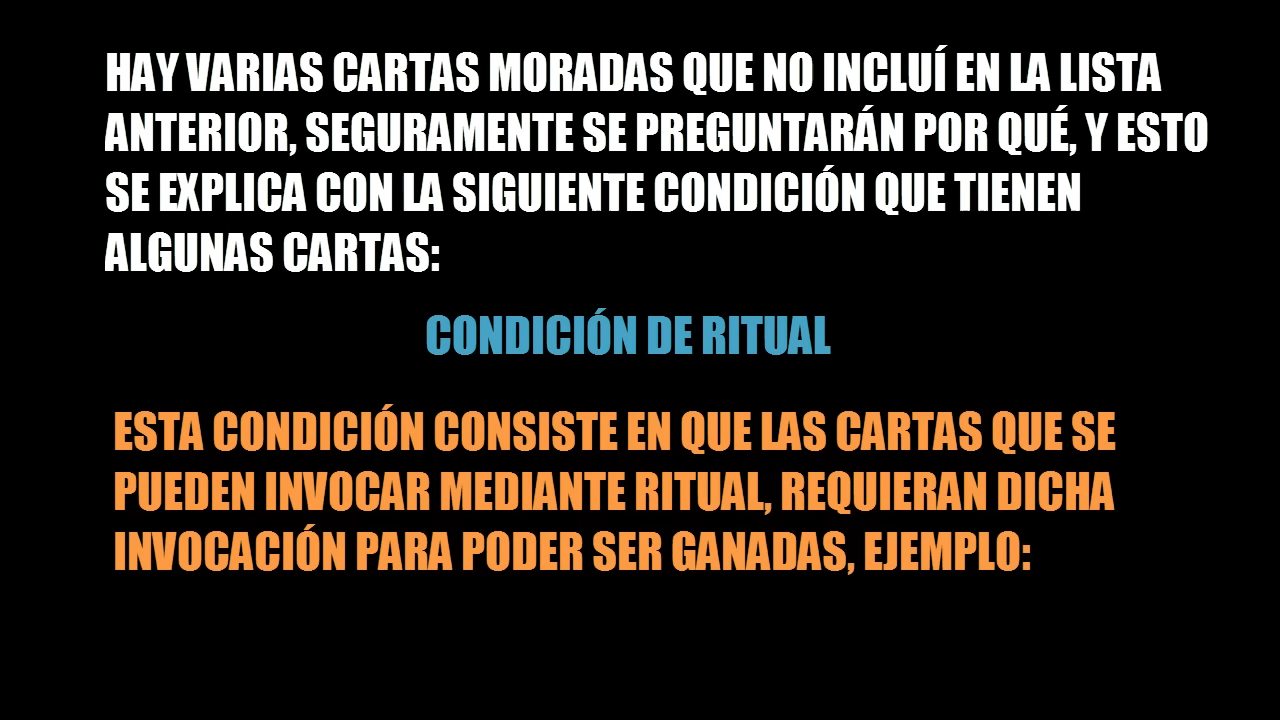 HAY VARIAS CARTAS MORADAS QUE NO INCLUÍ EN LA LISTA
ANTERIOR, SEGURAMENTE SE PREGUNTARÁN POR QUÉ, Y ESTO
SE EXPLICA CON LA SIGUIENTE CONDICIÓN QUE TIENEN
ALGUNAS CARTAS:
CONDICIÓN DE RITUAL
ESTA CONDICIÓN CONSISTE EN QUE LAS CARTAS QUE SE
PUEDEN INVOCAR MEDIANTE RITUAL, REQUIERAN DICHA
INVOCACIÓN PARA PODER SER GANADAS, EJEMPLO: